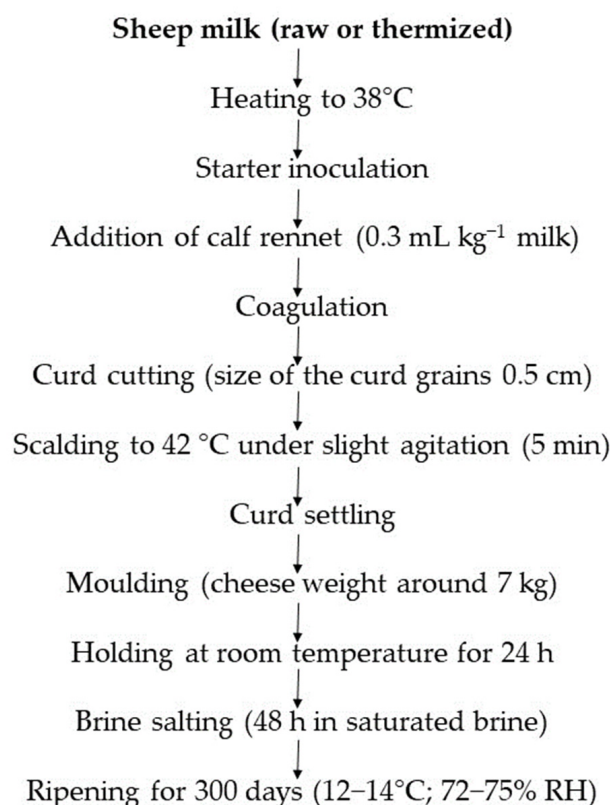 Sheep milk (raw or thermized)
Heating to 38°C
Starter inoculation
Addition of calf rennet (0.3 mL kg⁻¹ milk)
Coagulation
Curd cutting (size of the curd grains 0.5 cm)
Scalding to 42 °C under slight agitation (5 min)
Curd settling
Moulding (cheese weight around 7 kg)
Holding at room temperature for 24 h
Brine salting (48 h in saturated brine)
Ripening for 300 days (12–14°C; 72–75% RH)